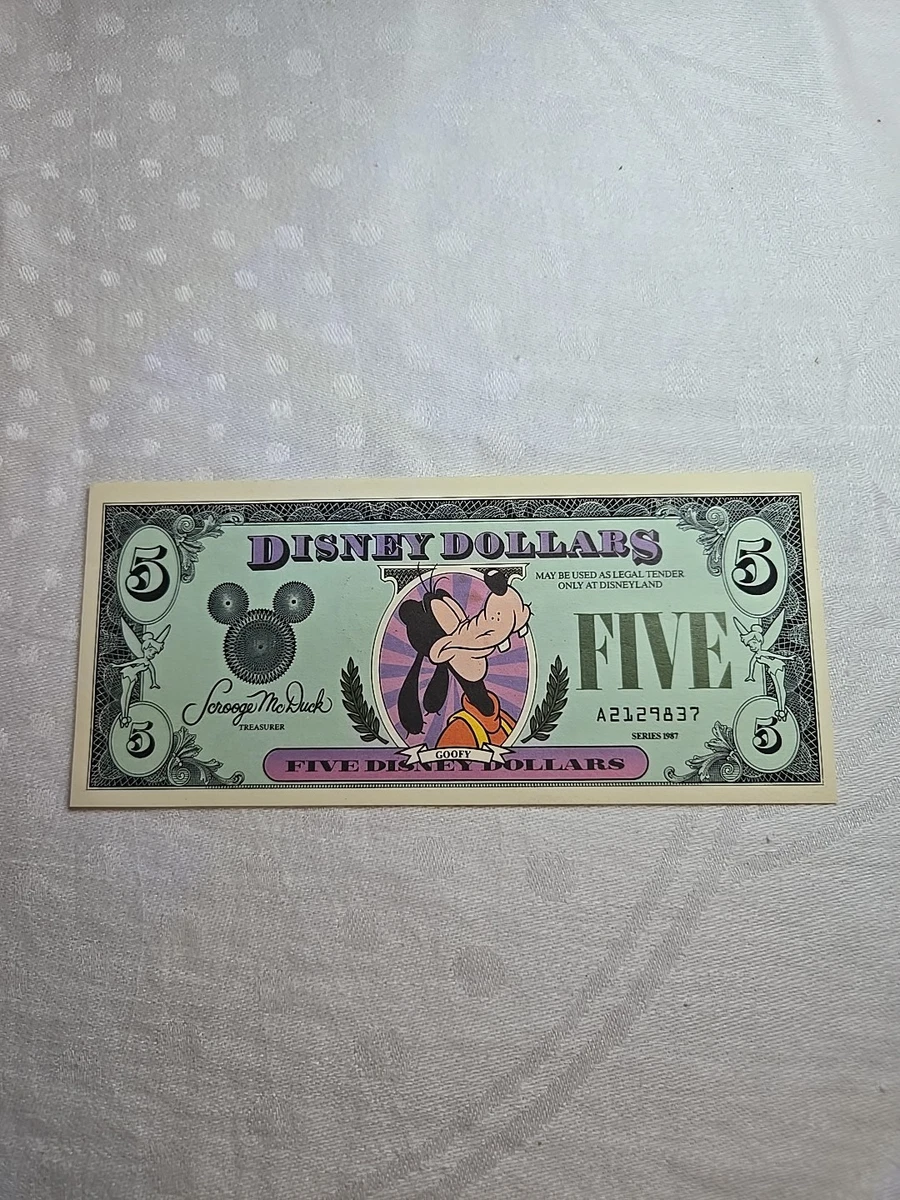 5
5
DISNEY DOLLARS
MAY BE USED AS LEGAL TENDER
ONLY AT DISNEYLAND
FIVE
Scrooge McDuck
TREASURER
A2129837
SERIES 1987
5
5
GOOFY
FIVE DISNEY DOLLARS